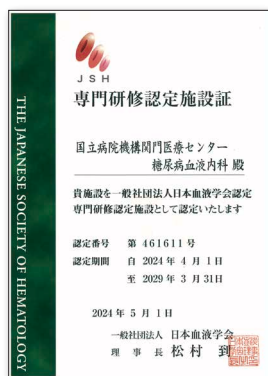 JSH
専門研修認定施設証
国立病院機構関門医療センター
糖尿病血液内科 殿
貴施設を一般社団法人日本血液学会認定
専門研修認定施設として認定いたします
認定番号 第 461611 号
認定期間 自 2024 年 4 月 1 日
至 2029 年 3 月 31 日
2024 年 5 月 1 日
一般社団法人 日本血液学会
理 事 長 松村 到
THE JAPANESE SOCIETY OF HEMATOLOGY